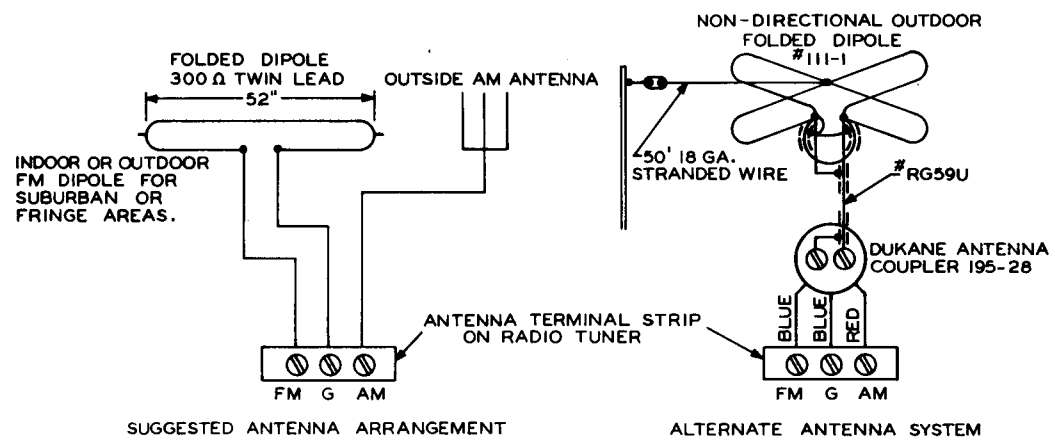 FOLDED DIPOLE
300 Ω TWIN LEAD
52"
OUTSIDE AM ANTENNA
INDOOR OR OUTDOOR
FM DIPOLE FOR
SUBURBAN OR
FRINGE AREAS.
NON-DIRECTIONAL OUTDOOR
FOLDED DIPOLE
#111-1
50' 18 GA.
STRANDED WIRE
#RG59U
DUKANE ANTENNA
COUPLER 195-28
BLUE
BLUE
RED
ANTENNA TERMINAL STRIP
ON RADIO TUNER
FM G AM
FM G AM
SUGGESTED ANTENNA ARRANGEMENT
ALTERNATE ANTENNA SYSTEM